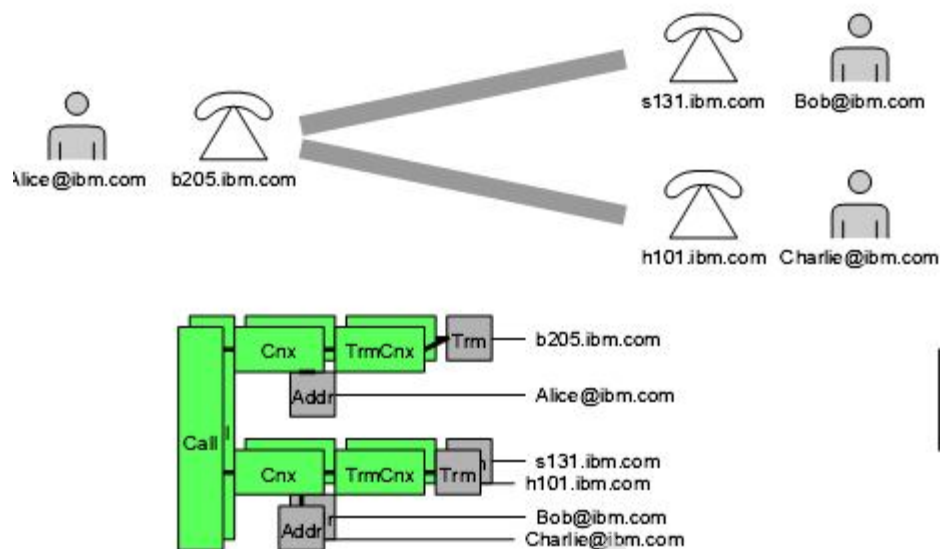 s131.ibm.com Bob@ibm.com
Alice@ibm.com b205.ibm.com
h101.ibm.com Charlie@ibm.com
Cnx TrmCnx Trm b205.ibm.com
Addr Alice@ibm.com
Call
s131.ibm.com
Cnx TrmCnx Trm h101.ibm.com
Bob@ibm.com
Addr Charlie@ibm.com